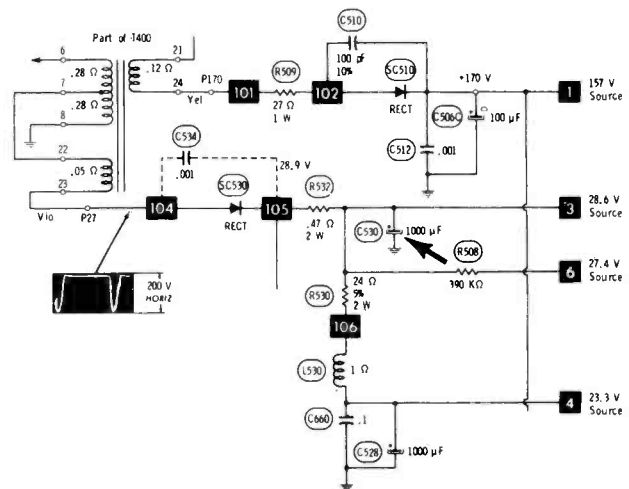 Part of T400
6
21
.28 Ω
.12 Ω
7
24
P170
Yel
101
R509
27 Ω
1 W
102
C510
100 pF
10%
SC510
RECT
+170 V
C506C
100 µF
1
157 V
Source
.28 Ω
8
C512
.001
22
.05 Ω
23
Vio
P27
C534
.001
28.9 V
SC530
104
RECT
105
R532
.47 Ω
2 W
C530
1000 µF
3
28.6 V
Source
R508
390 KΩ
6
27.4 V
Source
200 V
HORIZ
R530
24 Ω
9%
2 W
106
L530
1 Ω
4
23.3 V
Source
C660
.1
C528
1000 µF